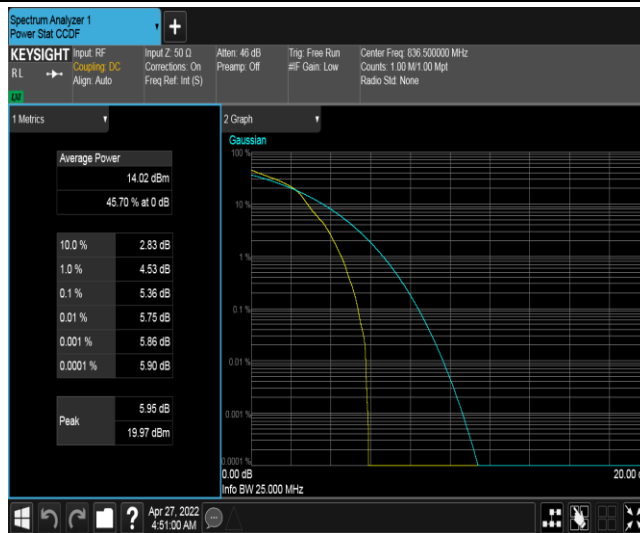 Spectrum Analyzer 1
Power Stat CCDF
+
KEYSIGHT
RL
Input: RF
Coupling: DC
Align: Auto
Input Z: 50 Ω
Corrections: On
Freq Ref: Int (S)
Atten: 46 dB
Preamp: Off
Trig: Free Run
#IF Gain: Low
Center Freq: 836.500000 MHz
Counts: 1.00 M/1.00 Mpt
Radio Std: None
1 Metrics
Average Power
14.02 dBm
45.70 % at 0 dB
10.0 % 2.83 dB
1.0 % 4.53 dB
0.1 % 5.36 dB
0.01 % 5.75 dB
0.001 % 5.86 dB
0.0001 % 5.90 dB
Peak
5.95 dB
19.97 dBm
2 Graph
Gaussian
100 %
10 %
1 %
0.1 %
0.01 %
0.001 %
0.0001 %
0.00 dB
20.00
Info BW 25.000 MHz
?
Apr 27, 2022
4:51:00 AM